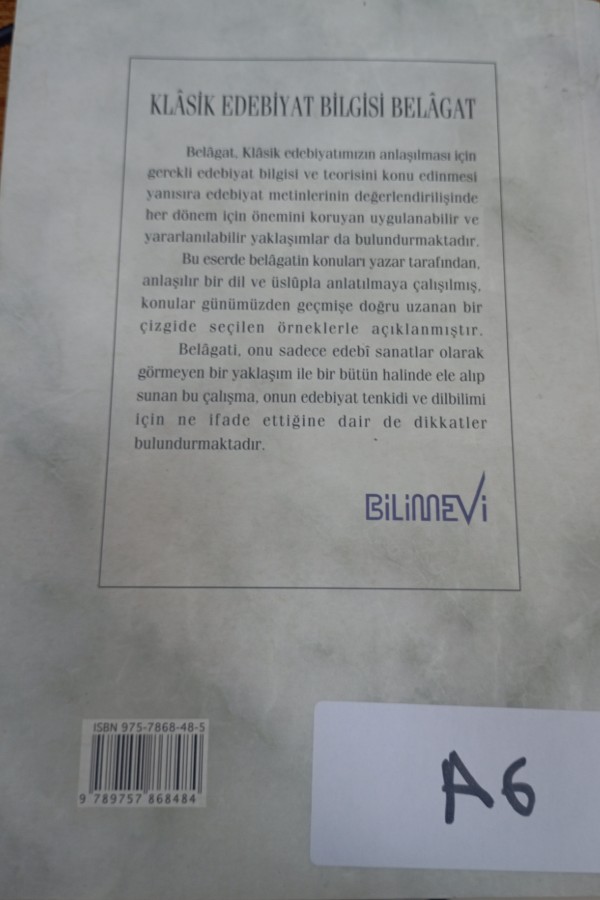 KLÂSİK EDEBİYAT BİLGİSİ BELÂGAT
Belâgat, Klâsik edebiyatımızın anlaşılması için
gerekli edebiyat bilgisi ve teorisini konu edinmesi
yanısıra edebiyat metinlerinin değerlendirilişinde
her dönem için önemini koruyan uygulanabilir ve
yararlanılabilir yaklaşımlar da bulundurmaktadır.
Bu eserde belâgatin konuları yazar tarafından,
anlaşılır bir dil ve üslûpla anlatılmaya çalışılmış,
konular günümüzden geçmişe doğru uzanan bir
çizgide seçilen örneklerle açıklanmıştır.
Belâgati, onu sadece edebî sanatlar olarak
görmeyen bir yaklaşım ile bir bütün halinde ele alıp
sunan bu çalışma, onun edebiyat tenkidi ve dilbilimi
için ne ifade ettiğine dair de dikkatler
bulundurmaktadır.
BİLİMEVİ
ISBN 975-7868-48-5
9 789757 868484
A6